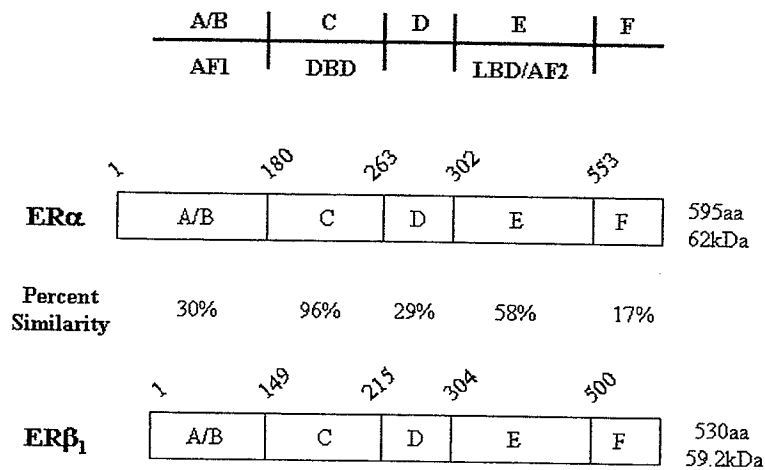 A/B C D E F
AF1 DBD LBD/AF2
1 180 263 302 553
ERα A/B C D E F 595aa
62kDa
Percent
Similarity 30% 96% 29% 58% 17%
1 149 215 304 500
ERβ1 A/B C D E F 530aa
59.2kDa